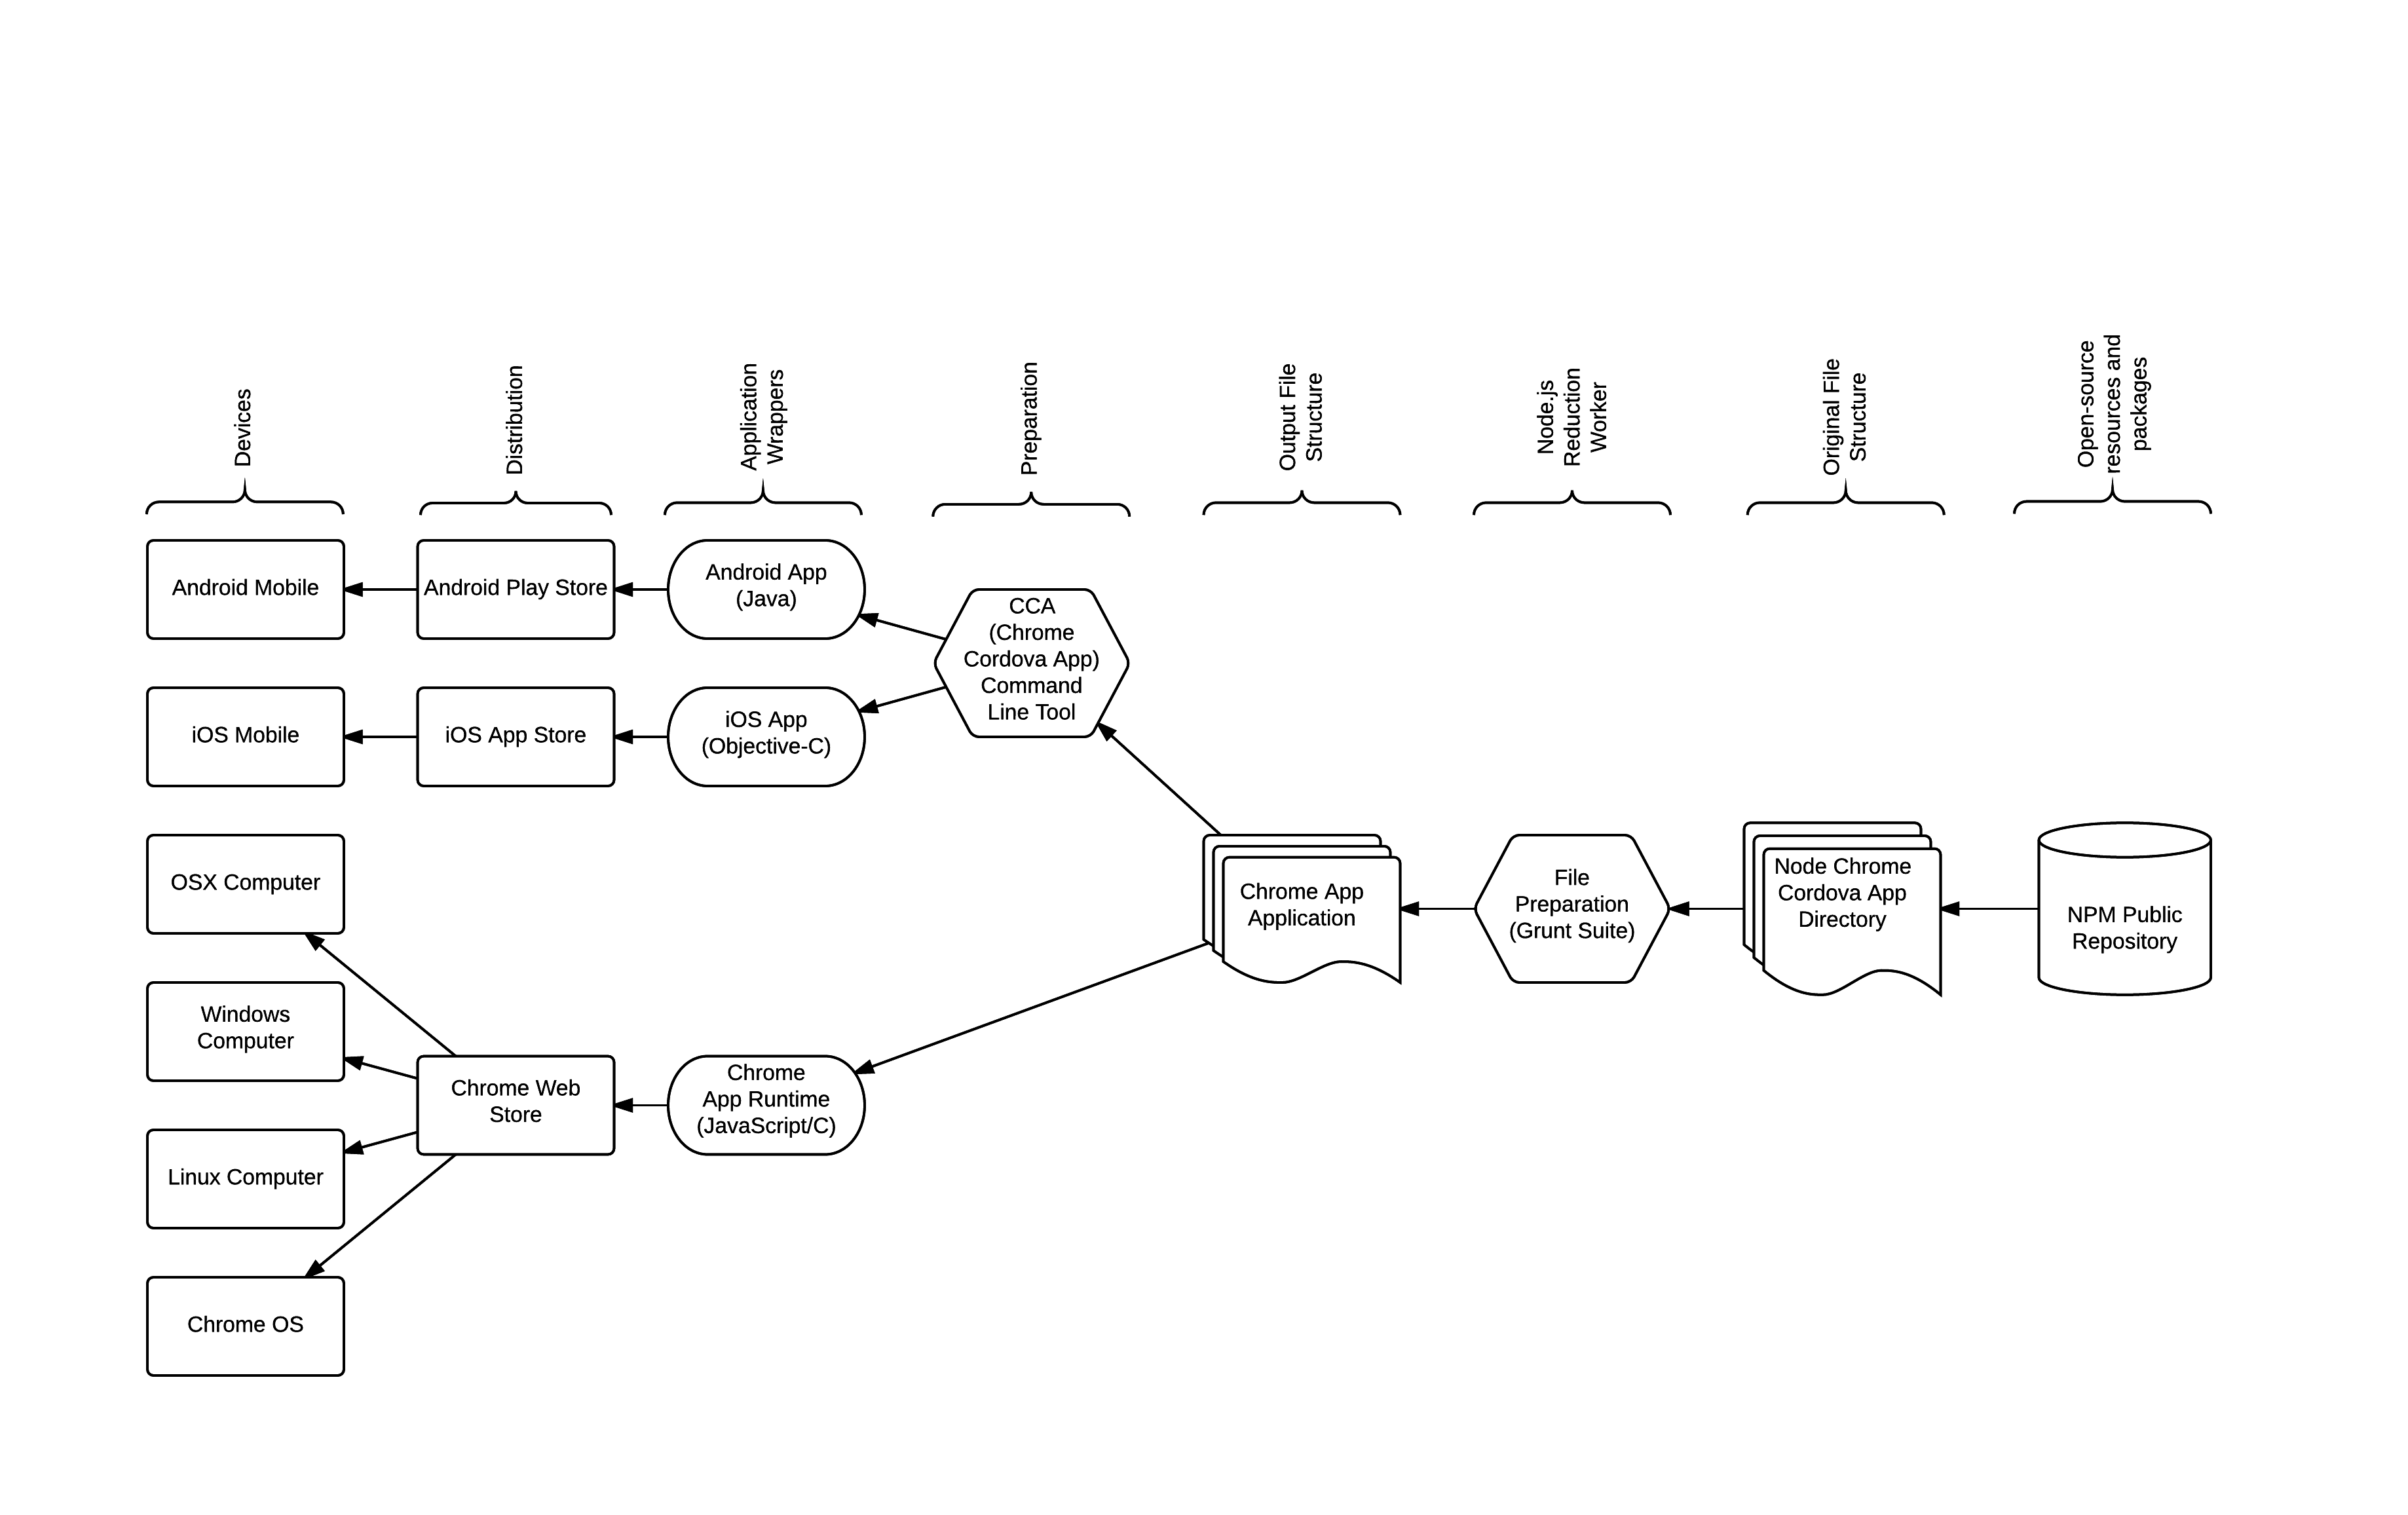 Devices
Distribution
Application
Wrappers
Preparation
Output File
Structure
Node.js
Reduction
Worker
Original File
Structure
Open-source
resources and
packages
Android Mobile
Android Play Store
Android App
(Java)
CCA
(Chrome
Cordova App)
Command
Line Tool
iOS Mobile
iOS App Store
iOS App
(Objective-C)
OSX Computer
Chrome App
Application
File
Preparation
(Grunt Suite)
Node Chrome
Cordova App
Directory
NPM Public
Repository
Windows
Computer
Chrome Web
Store
Chrome
App Runtime
(JavaScript/C)
Linux Computer
Chrome OS